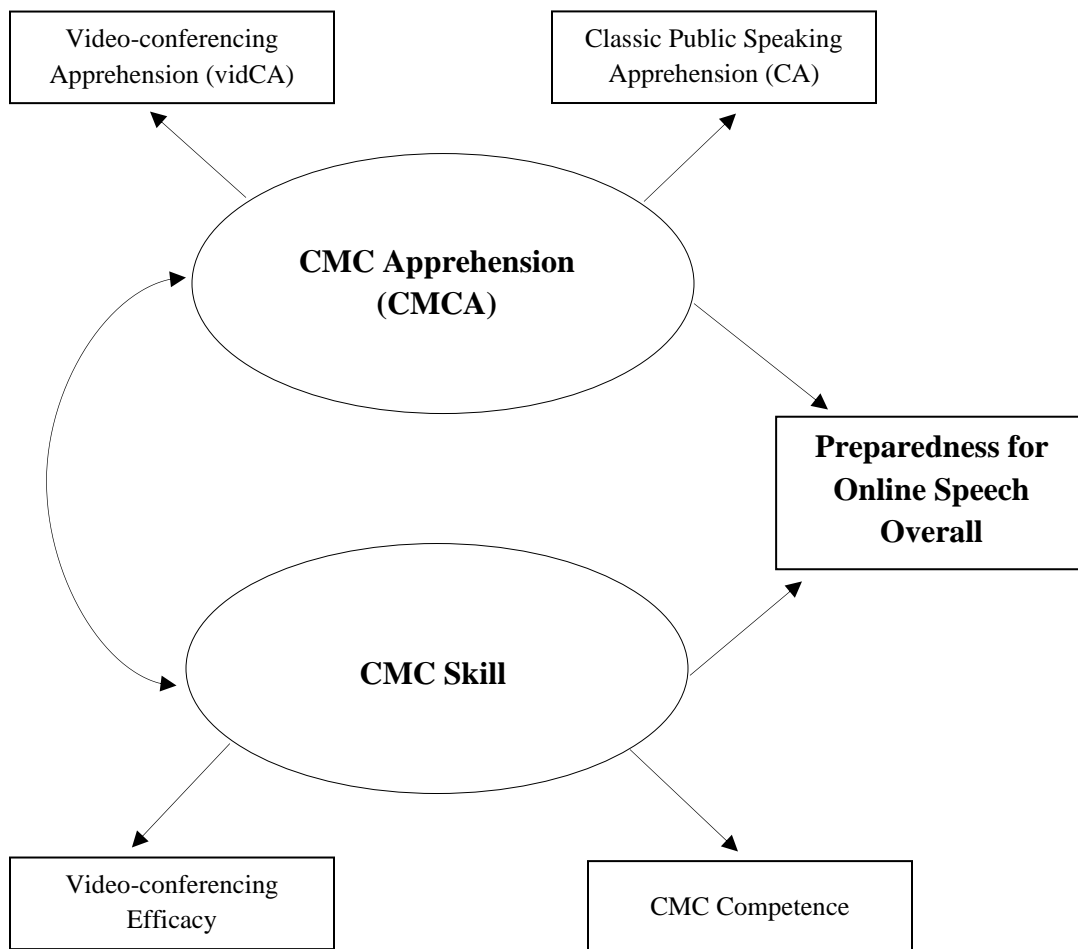 Video-conferencing
Apprehension (vidCA)
Classic Public Speaking
Apprehension (CA)
CMC Apprehension
(CMCA)
Preparedness for
Online Speech
Overall
CMC Skill
Video-conferencing
Efficacy
CMC Competence